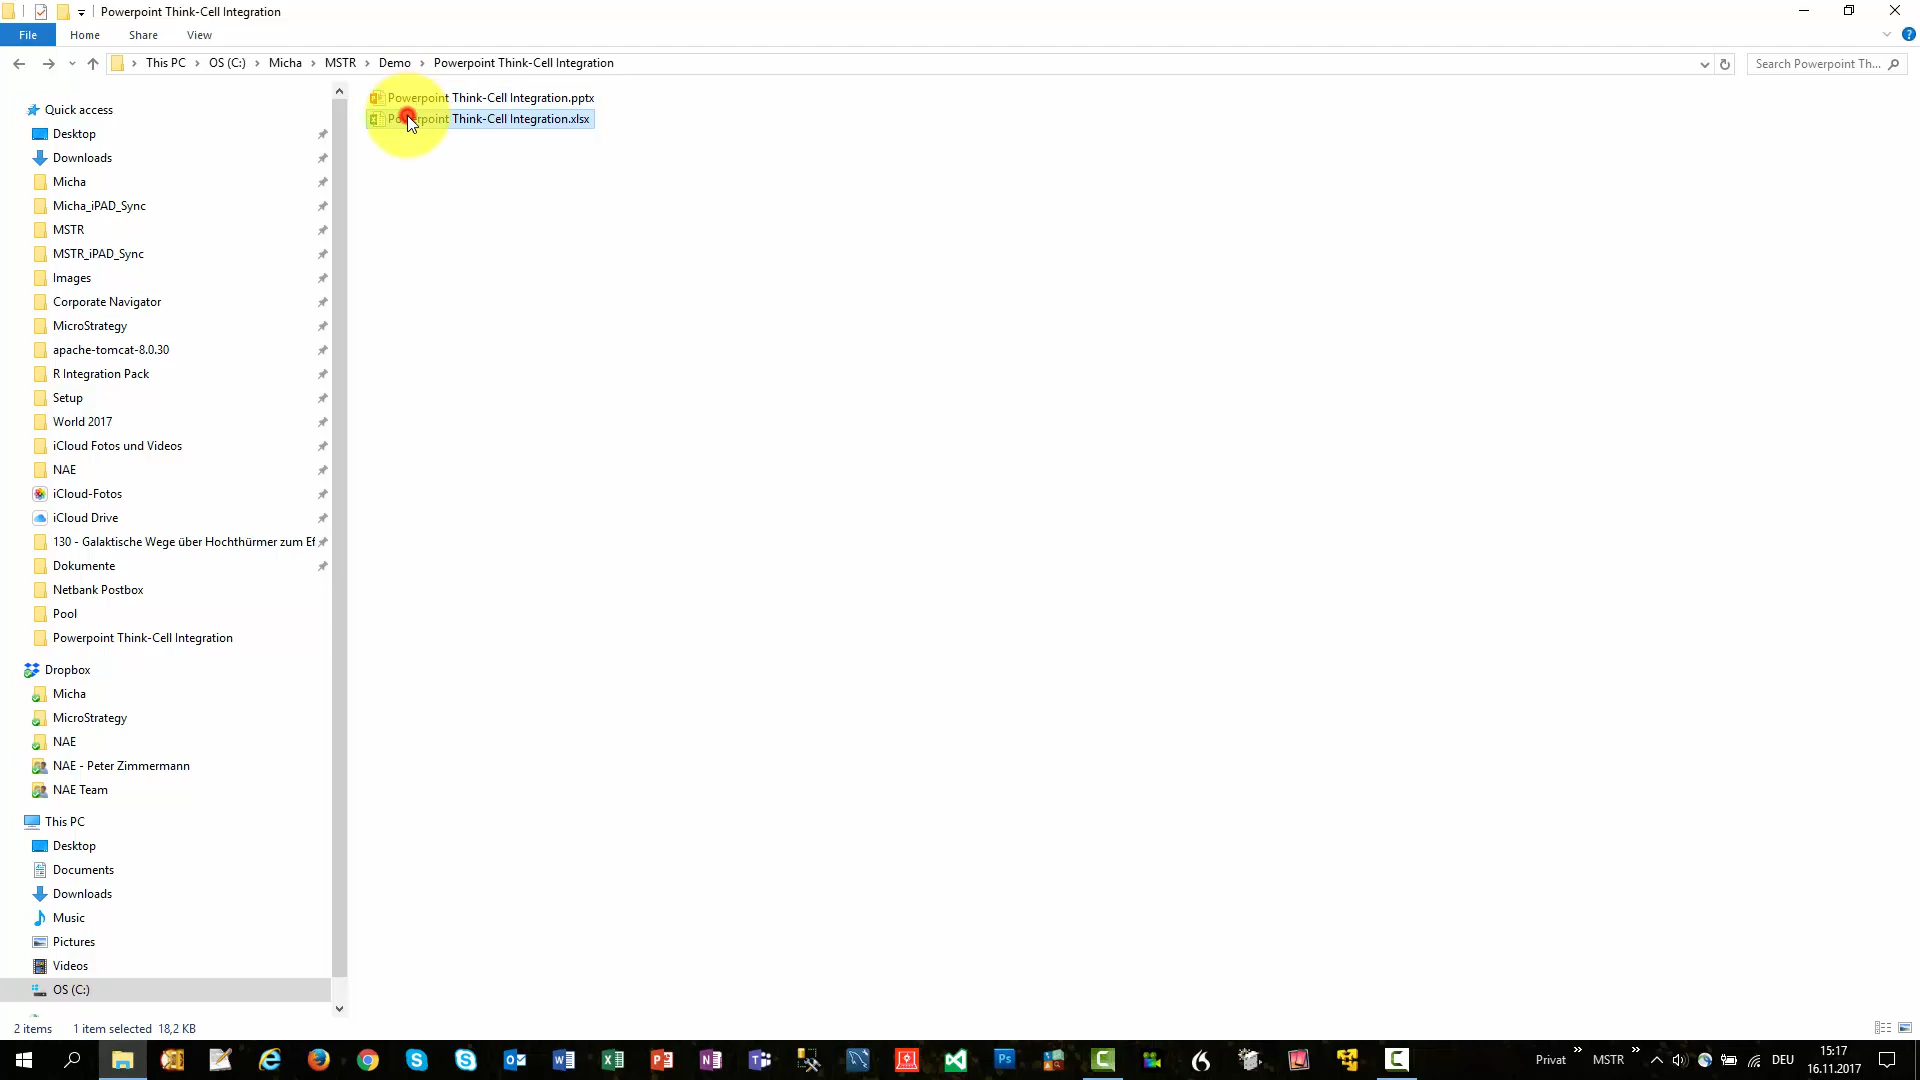 Powerpoint Think-Cell Integration
File Home Share View
This PC OS (C:) Micha MSTR Demo Powerpoint Think-Cell Integration
Search Powerpoint Th...
Powerpoint Think-Cell Integration.pptx
Powerpoint Think-Cell Integration.xlsx
Quick access
Desktop
Downloads
Micha
Micha_iPAD_Sync
MSTR
MSTR_iPAD_Sync
Images
Corporate Navigator
MicroStrategy
apache-tomcat-8.0.30
R Integration Pack
Setup
World 2017
iCloud Fotos und Videos
NAE
iCloud-Fotos
iCloud Drive
130 - Galaktische Wege über Hochthürmer zum Ef
Dokumente
Netbank Postbox
Pool
Powerpoint Think-Cell Integration
Dropbox
Micha
MicroStrategy
NAE
NAE - Peter Zimmermann
NAE Team
This PC
Desktop
Documents
Downloads
Music
Pictures
Videos
OS (C:)
2 items 1 item selected 18,2 KB
Privat MSTR DEU 15:17
16.11.2017